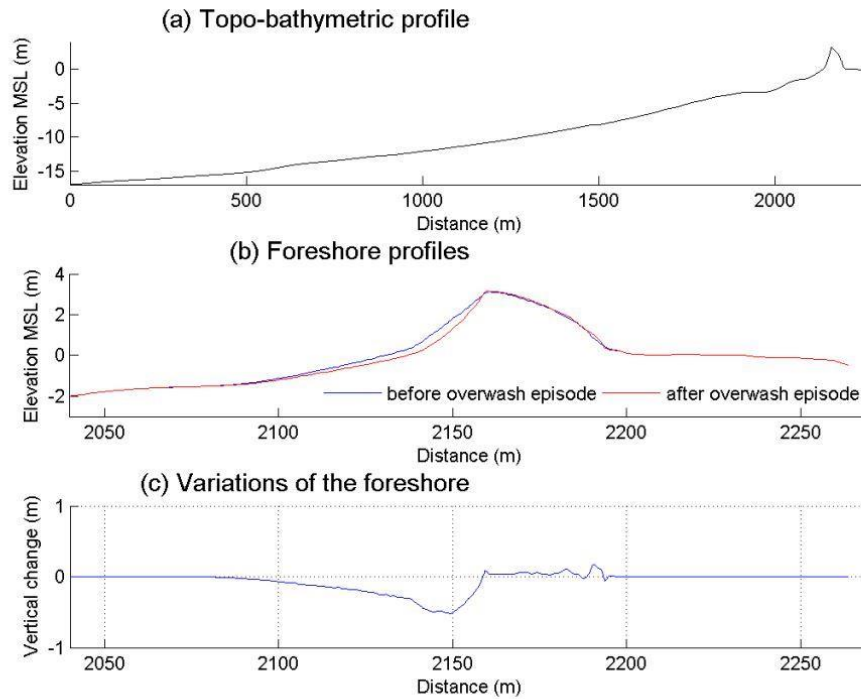 (a) Topo-bathymetric profile
Elevation MSL (m)
0
-5
-10
-15
0 500 1000 1500 2000
Distance (m)
(b) Foreshore profiles
Elevation MSL (m)
4
2
0
-2
before overwash episode after overwash episode
2050 2100 2150 2200 2250
Distance (m)
(c) Variations of the foreshore
Vertical change (m)
1
0
-1
2050 2100 2150 2200 2250
Distance (m)